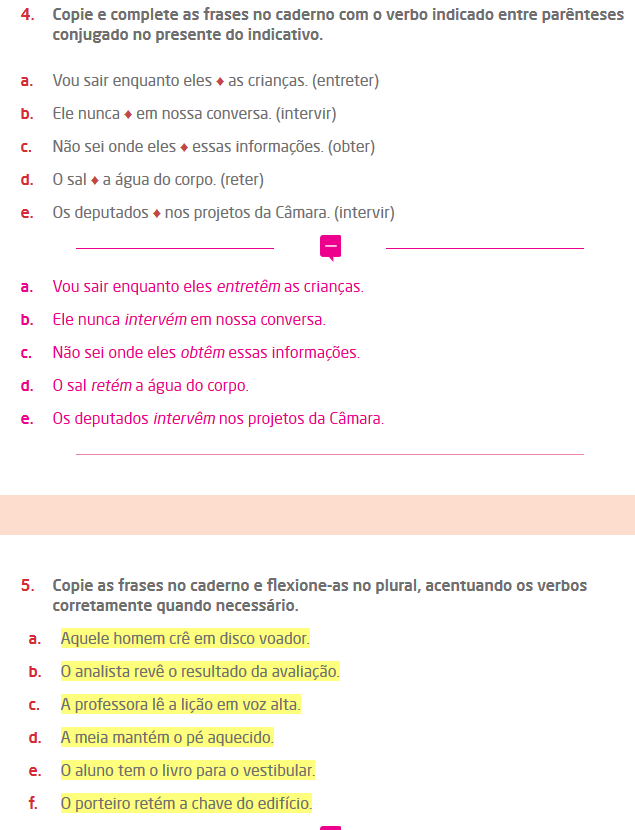 4. Copie e complete as frases no caderno com o verbo indicado entre parênteses
conjugado no presente do indicativo.
a. Vou sair enquanto eles ♦ as crianças. (entreter)
b. Ele nunca ♦ em nossa conversa. (intervir)
c. Não sei onde eles ♦ essas informações. (obter)
d. O sal ♦ a água do corpo. (reter)
e. Os deputados ♦ nos projetos da Câmara. (intervir)
a. Vou sair enquanto eles entretêm as crianças.
b. Ele nunca intervém em nossa conversa.
c. Não sei onde eles obtêm essas informações.
d. O sal retém a água do corpo.
e. Os deputados intervêm nos projetos da Câmara.
5. Copie as frases no caderno e flexione-as no plural, acentuando os verbos
corretamente quando necessário.
a. Aquele homem crê em disco voador.
b. O analista revê o resultado da avaliação.
c. A professora lê a lição em voz alta.
d. A meia mantém o pé aquecido.
e. O aluno tem o livro para o vestibular.
f. O porteiro retém a chave do edifício.